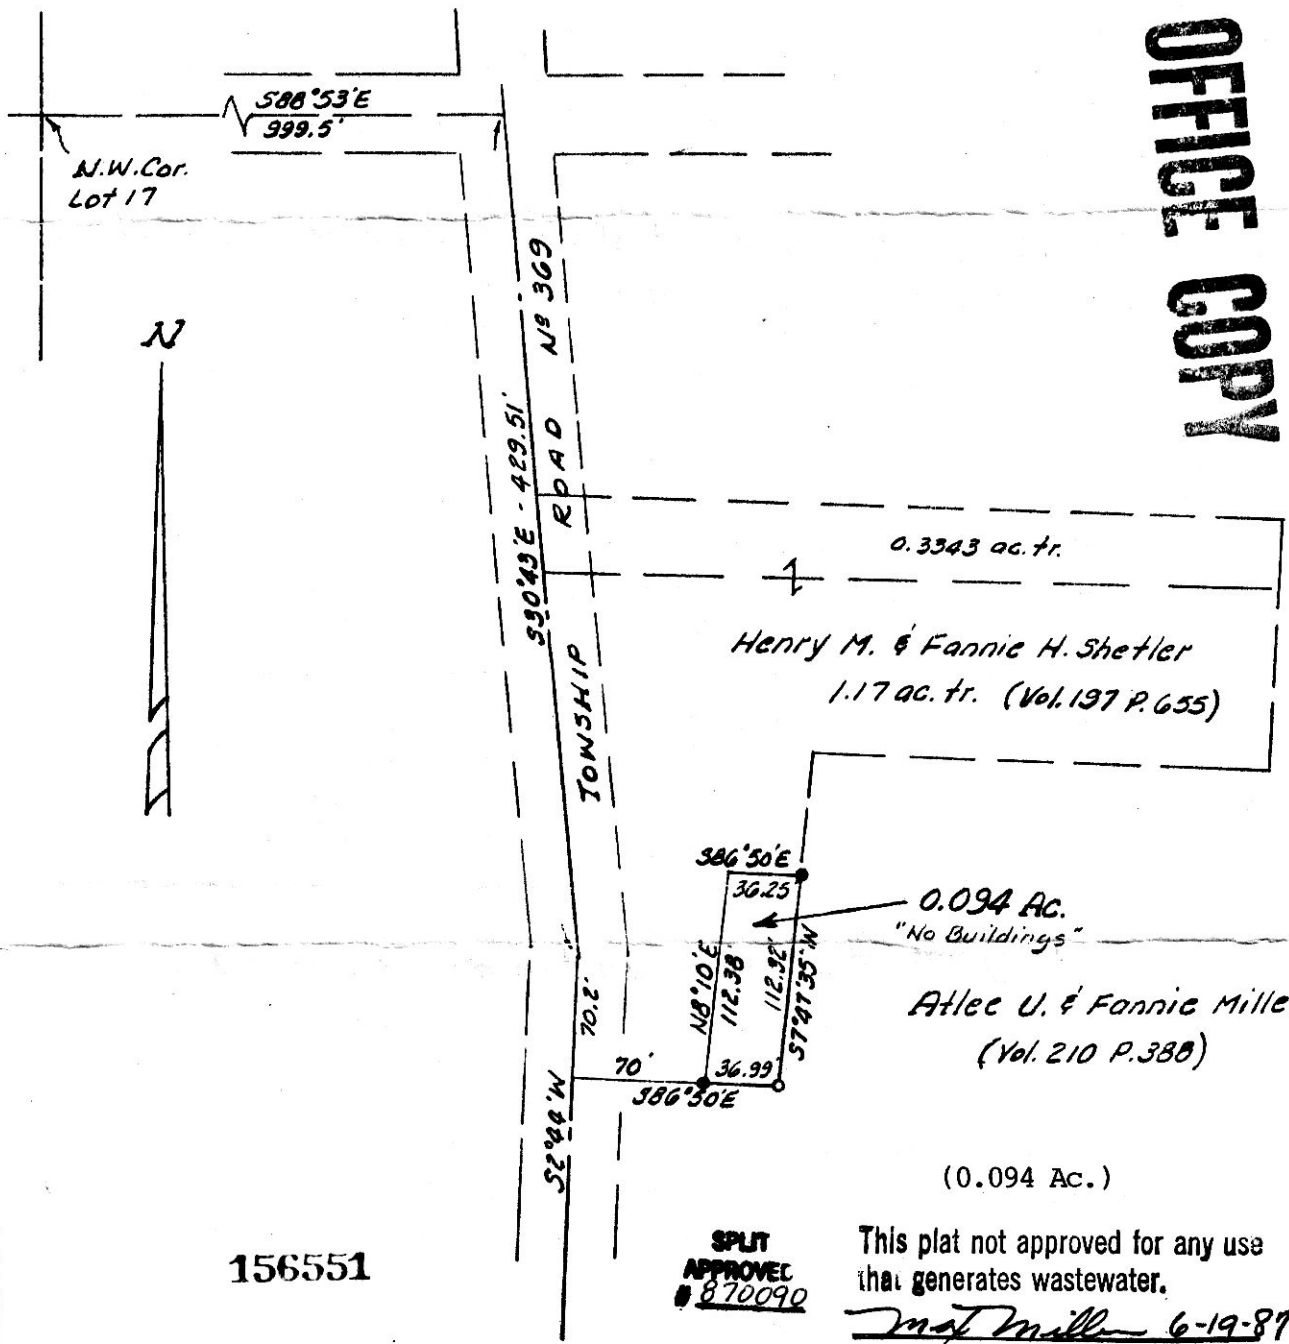 OFFICE COPY
S88°53'E
999.5'
N.W. Cor.
Lot 17
N
TOWNSHIP ROAD Nº 369
S3°0'43"E - 429.51'
0.3343 ac. tr.
Henry M. & Fannie H. Shetler
1.17 ac. tr. (Vol. 197 P. 655)
S86°50'E
36.25
0.094 Ac.
"No Buildings"
N8°10'E
112.38'
112.32'
S7°47'35"W
Atlee U. & Fannie Mille
(Vol. 210 P. 388)
70.2'
70'
36.99'
S86°50'E
S2°44'W
(0.094 Ac.)
156551
SPLIT
APPROVED
# 870090
This plat not approved for any use
that generates wastewater.
6-19-87